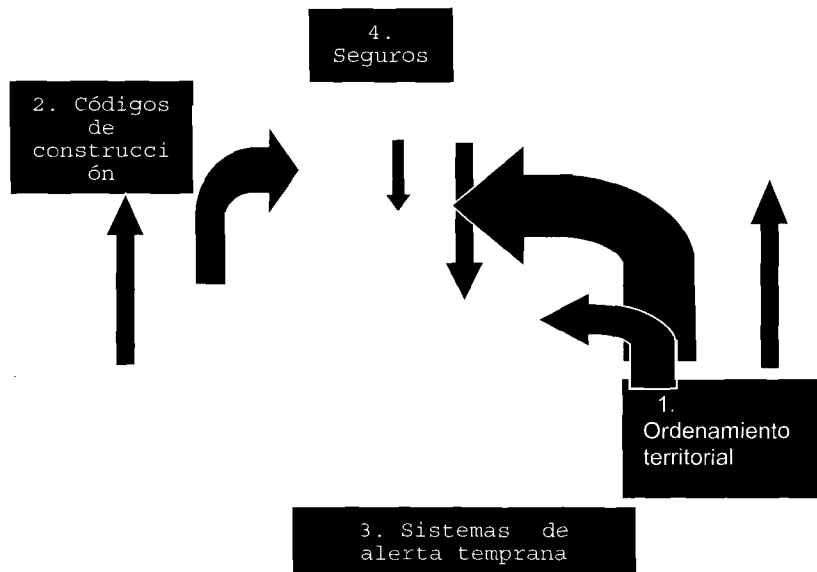 4.
Seguros
2. Códigos
de
construcci
ón
1.
Ordenamiento
territorial
3. Sistemas de
alerta temprana